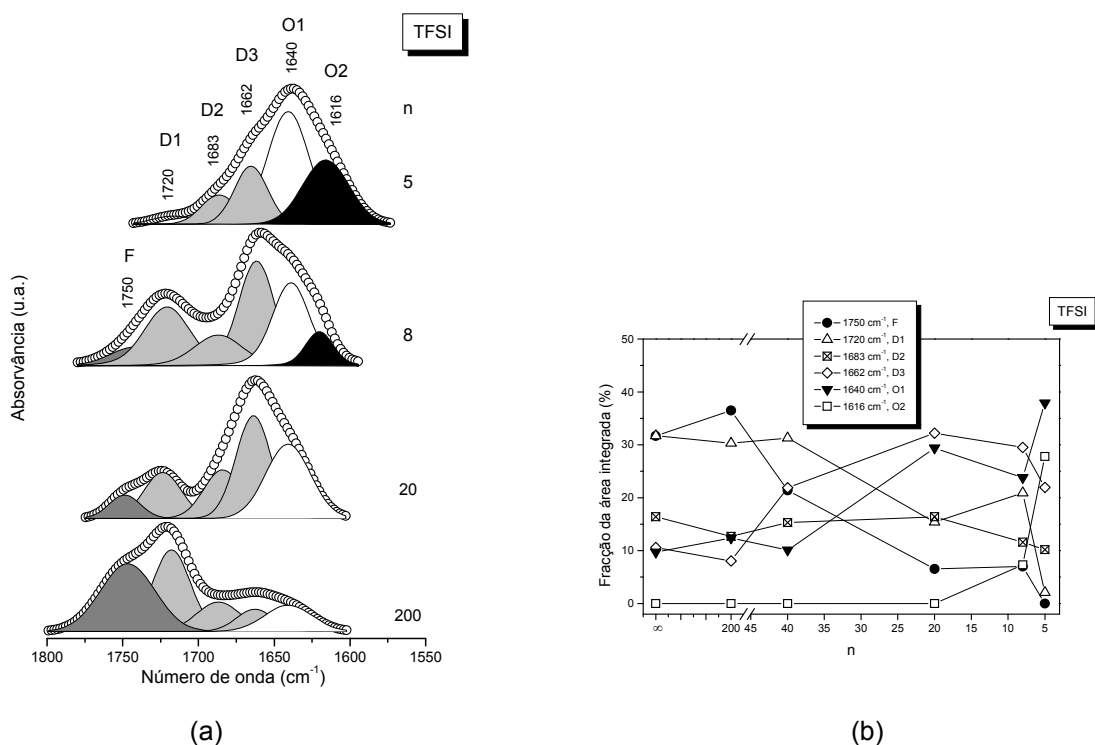 TFSI
n
D1
1720
D2
1683
D3
1662
O1
1640
O2
1616
5
F
1750
8
20
200
Absorvância (u.a.)
1800 1750 1700 1650 1600 1550
Número de onda (cm-1)
(a)
TFSI
1750 cm-1, F
1720 cm-1, D1
1683 cm-1, D2
1662 cm-1, D3
1640 cm-1, O1
1616 cm-1, O2
Fracção da área integrada (%)
50
40
30
20
10
0
∞ 200 45 40 35 30 25 20 15 10 5
n
(b)